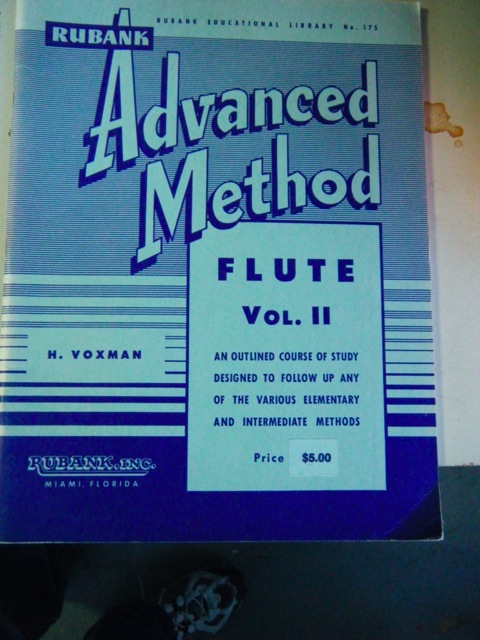 RUBANK EDUCATIONAL LIBRARY No. 175
RUBANK
Advanced
Method
FLUTE
VOL. II
H. VOXMAN
AN OUTLINED COURSE OF STUDY
DESIGNED TO FOLLOW UP ANY
OF THE VARIOUS ELEMENTARY
AND INTERMEDIATE METHODS
Price $5.00
RUBANK, INC.
MIAMI, FLORIDA